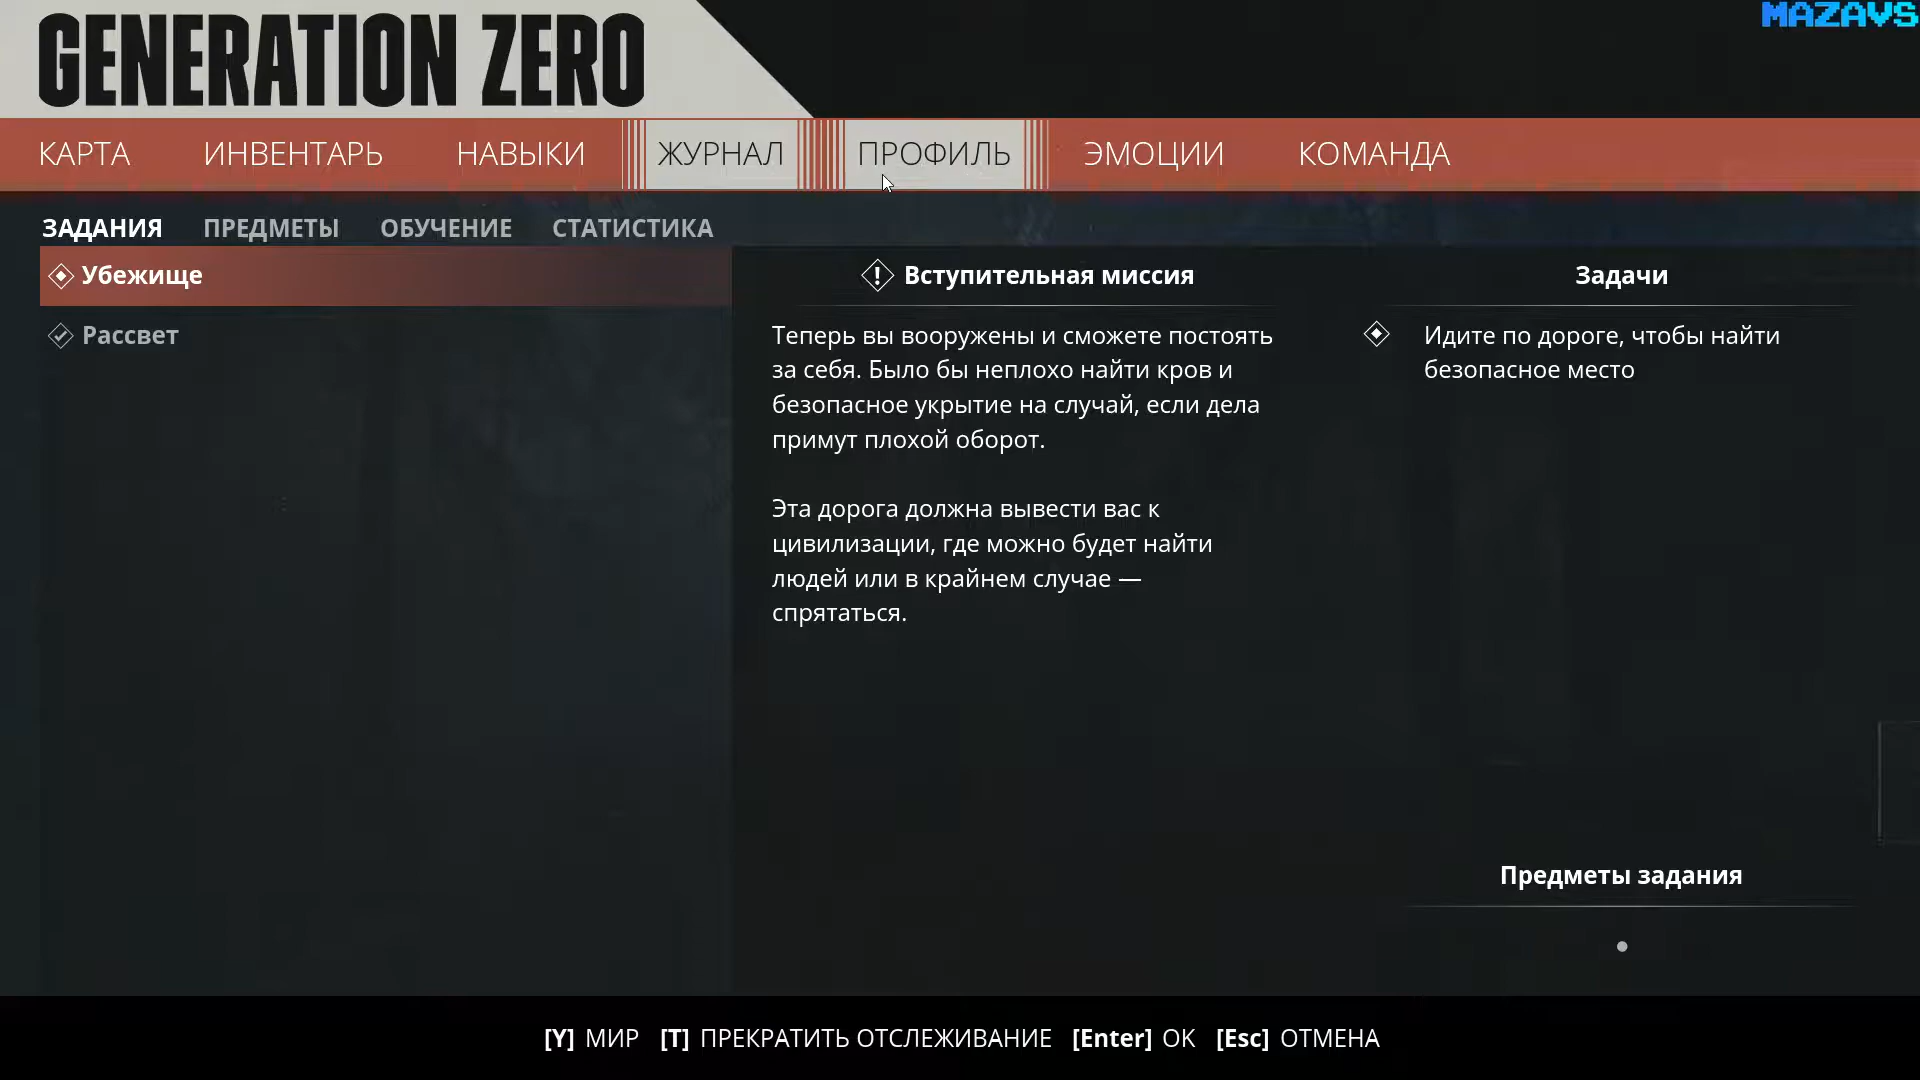 GENERATION ZERO
MAZAVS
КАРТА ИНВЕНТАРЬ НАВЫКИ ЖУРНАЛ ПРОФИЛЬ ЭМОЦИИ КОМАНДА
ЗАДАНИЯ ПРЕДМЕТЫ ОБУЧЕНИЕ СТАТИСТИКА
Убежище
Рассвет
Вступительная миссия
Теперь вы вооружены и сможете постоять
за себя. Было бы неплохо найти кров и
безопасное укрытие на случай, если дела
примут плохой оборот.
Эта дорога должна вывести вас к
цивилизации, где можно будет найти
людей или в крайнем случае —
спрятаться.
Задачи
Идите по дороге, чтобы найти
безопасное место
Предметы задания
[Y] МИР [T] ПРЕКРАТИТЬ ОТСЛЕЖИВАНИЕ [Enter] OK [Esc] ОТМЕНА